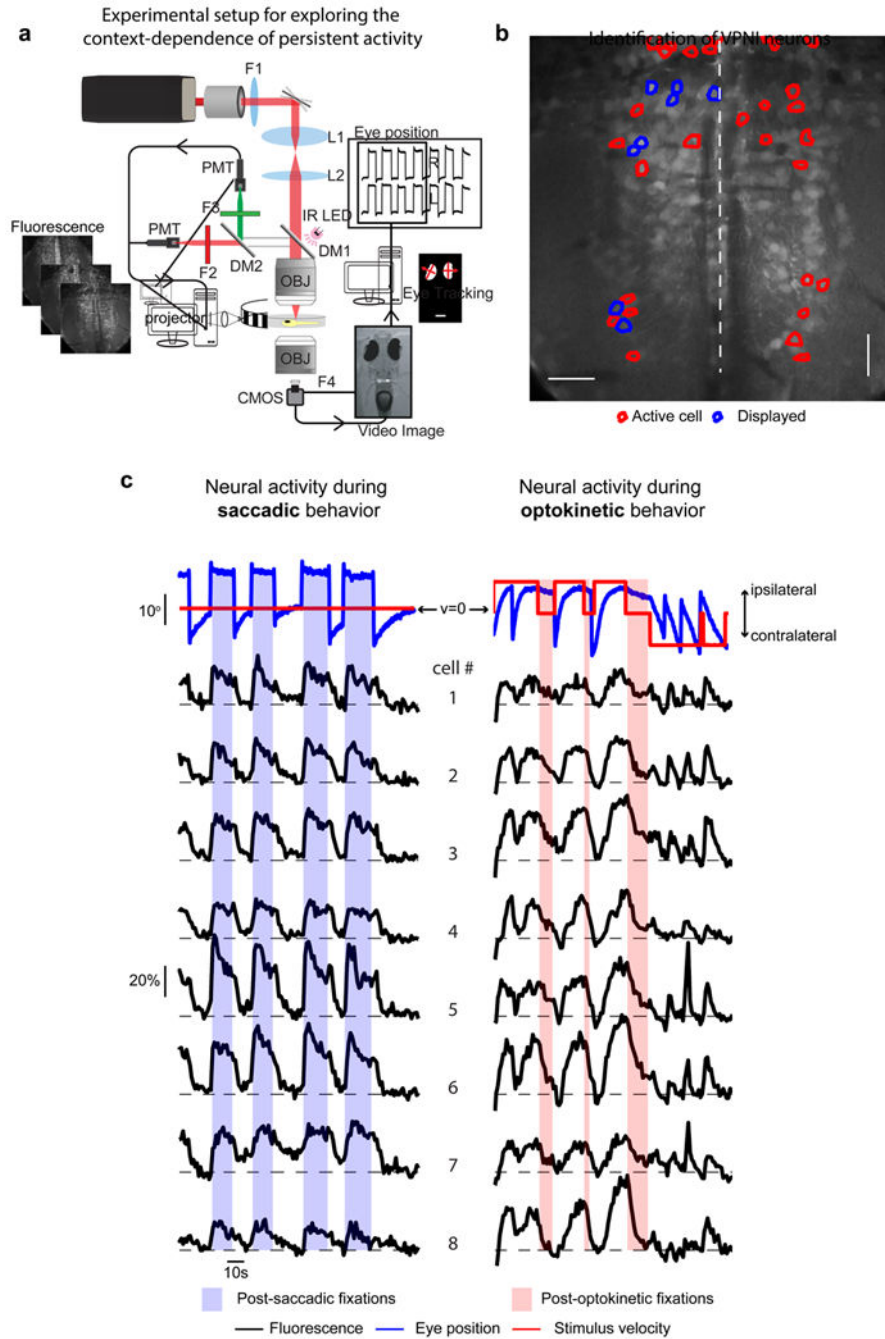 a
Experimental setup for exploring the
context-dependence of persistent activity
F1
L1
Eye position
PMT
L2
R
L
F3
IR LED
PMT
Fluorescence
F2
DM2
DM1
OBJ
Eye Tracking
projector
OBJ
F4
CMOS
Video Image
b
Identification of VPNI neurons
Active cell
Displayed
c
Neural activity during
saccadic behavior
Neural activity during
optokinetic behavior
10°
v=0
ipsilateral
contralateral
cell #
1
2
3
4
20%
5
6
7
8
10s
Post-saccadic fixations
Post-optokinetic fixations
Fluorescence
Eye position
Stimulus velocity